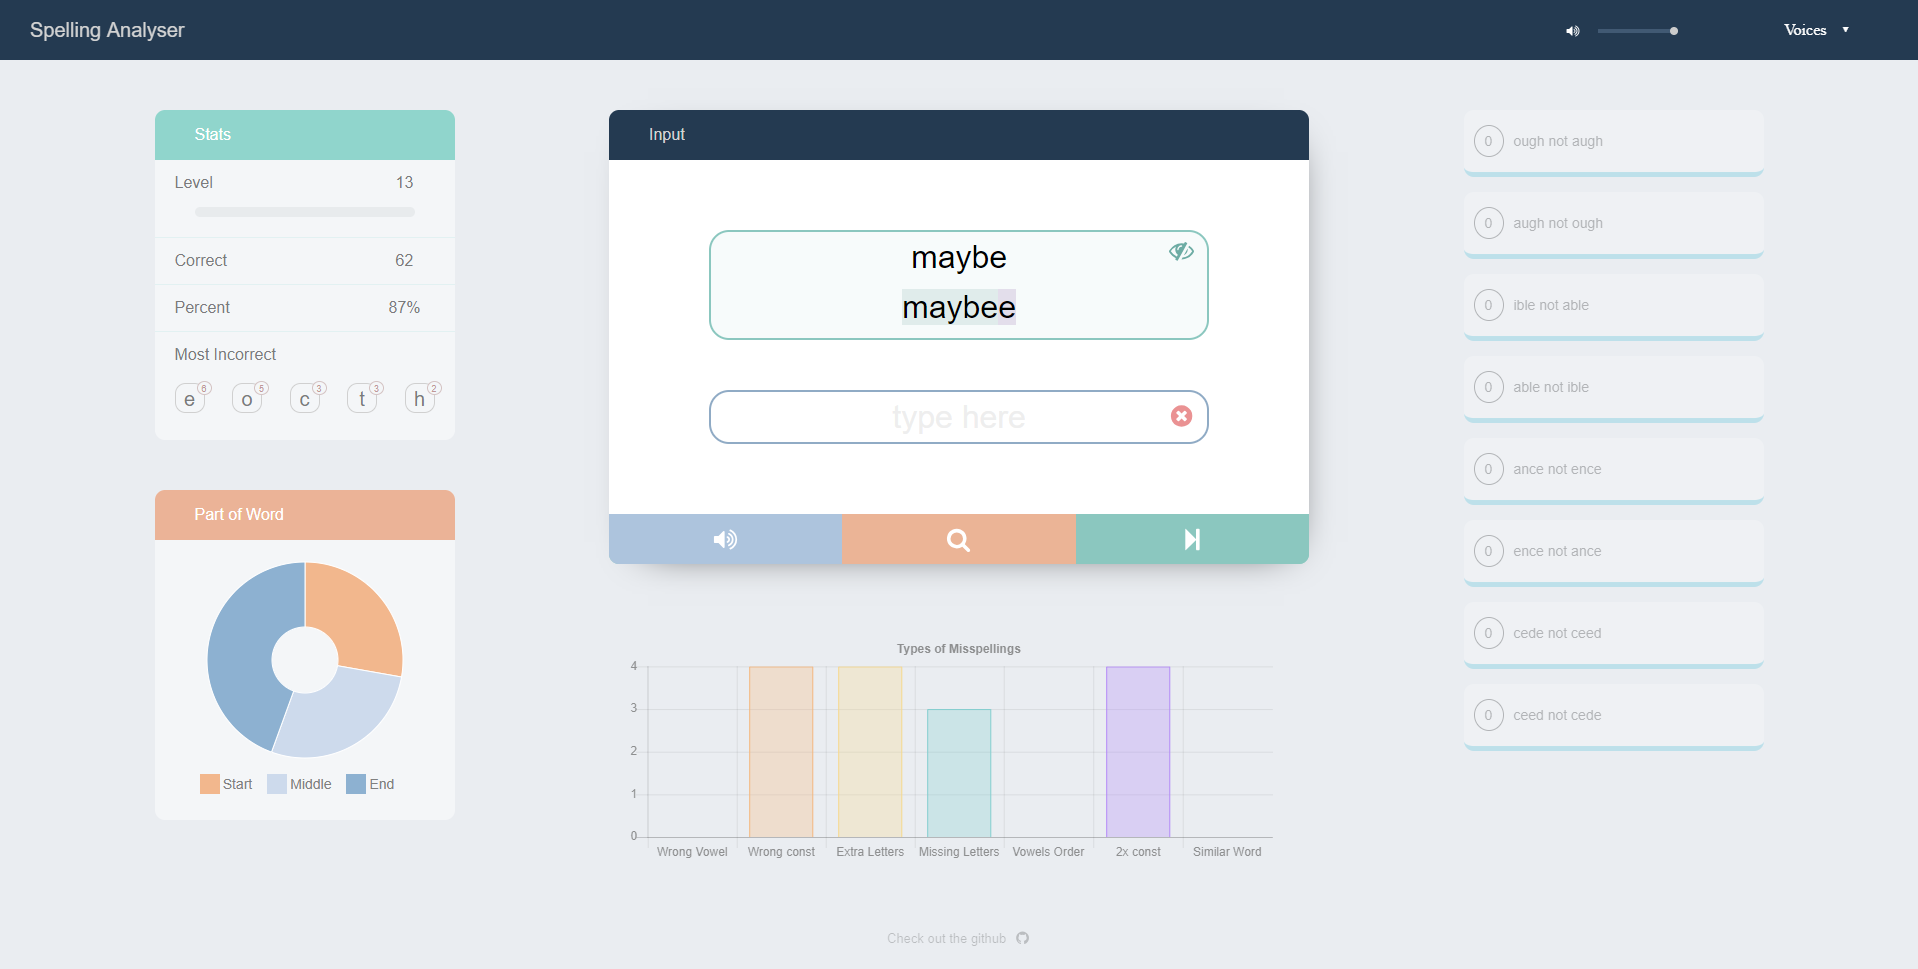 Spelling Analyser
Voices
Stats
Level 13
Correct 62
Percent 87%
Most Incorrect
e 6 o 5 c 3 t 3 h 2
Part of Word
Start Middle End
Input
maybe
maybee
type here
Types of Misspellings
4
3
2
1
0
Wrong Vowel Wrong const Extra Letters Missing Letters Vowels Order 2x const Similar Word
0 ough not augh
0 augh not ough
0 ible not able
0 able not ible
0 ance not ence
0 ence not ance
0 cede not ceed
0 ceed not cede
Check out the github